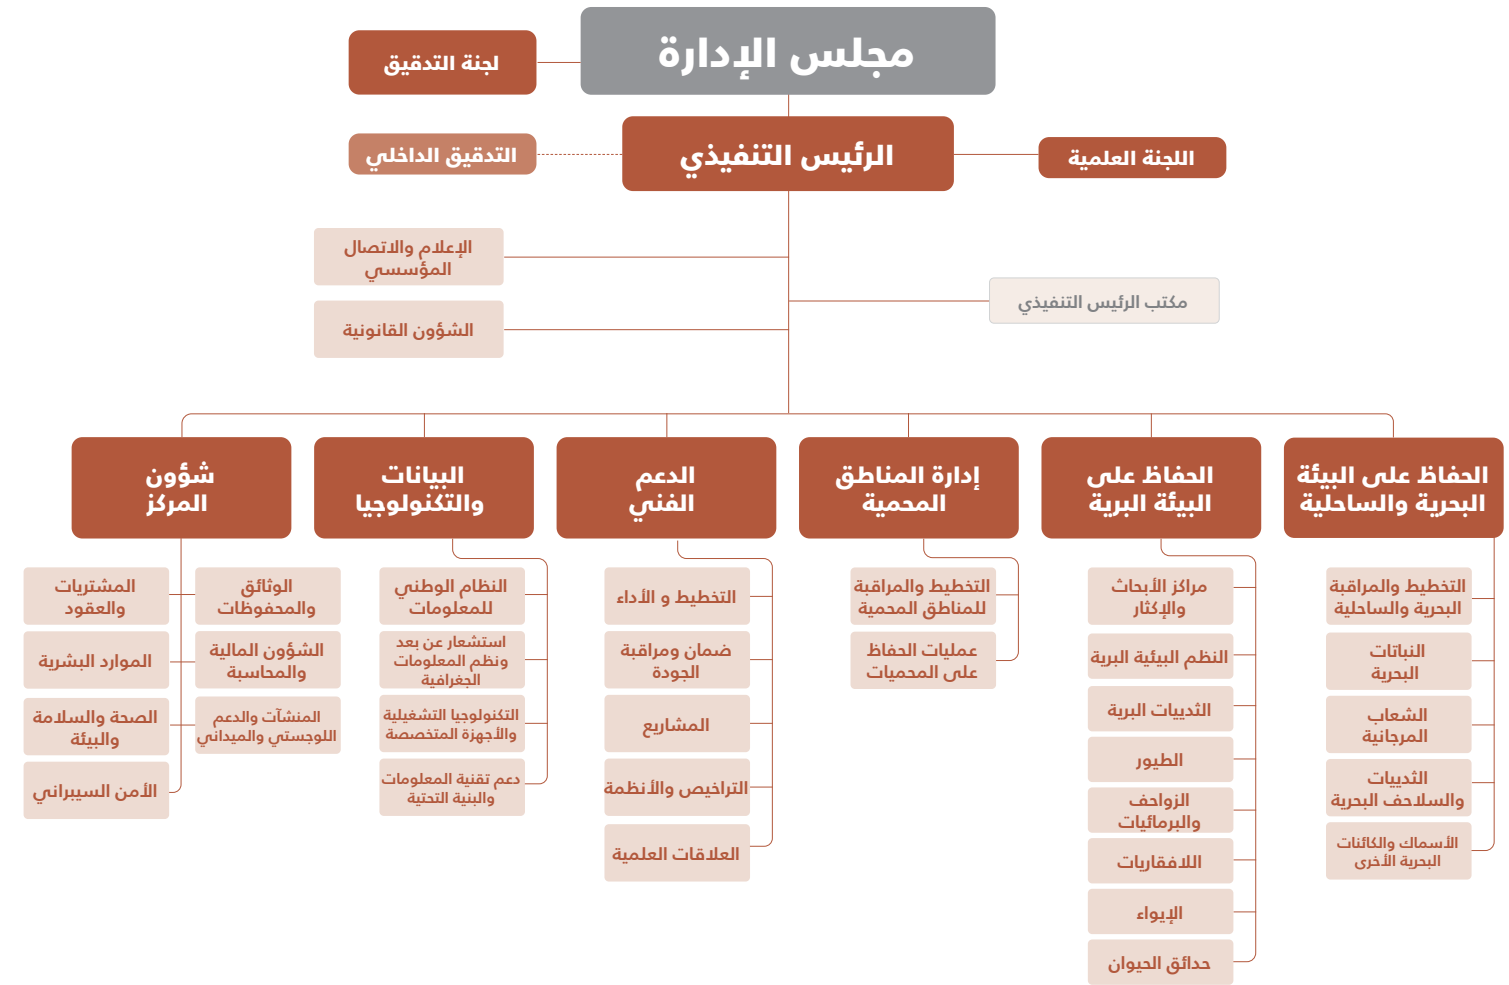 مجلس الإدارة
لجنة التدقيق
الرئيس التنفيذي
اللجنة العلمية
التدقيق الداخلي
الإعلام والاتصال
المؤسسي
مكتب الرئيس التنفيذي
الشؤون القانونية
الحفاظ على البيئة
البحرية والساحلية
التخطيط والمراقبة
البحرية والساحلية
النباتات
البحرية
الشعاب
المرجانية
الثدييات
والسلاحف البحرية
الأسماك والكائنات
البحرية الأخرى
الحفاظ على
البيئة البرية
مراكز الأبحاث
والإكثار
النظم البيئية البرية
الثدييات البرية
الطيور
الزواحف
والبرمائيات
اللافقاريات
الإيواء
حدائق الحيوان
إدارة المناطق
المحمية
التخطيط والمراقبة
للمناطق المحمية
عمليات الحفاظ
على المحميات
الدعم
الفني
التخطيط و الأداء
ضمان ومراقبة
الجودة
المشاريع
التراخيص والأنظمة
العلاقات العلمية
البيانات
والتكنولوجيا
النظام الوطني
للمعلومات
استشعار عن بعد
ونظم المعلومات
الجغرافية
التكنولوجيا التشغيلية
والأجهزة المتخصصة
دعم تقنية المعلومات
والبنية التحتية
شؤون
المركز
الوثائق
والمحفوظات
الشؤون المالية
والمحاسبة
المنشآت والدعم
اللوجستي والميداني
المشتريات
والعقود
الموارد البشرية
الصحة والسلامة
والبيئة
الأمن السيبراني